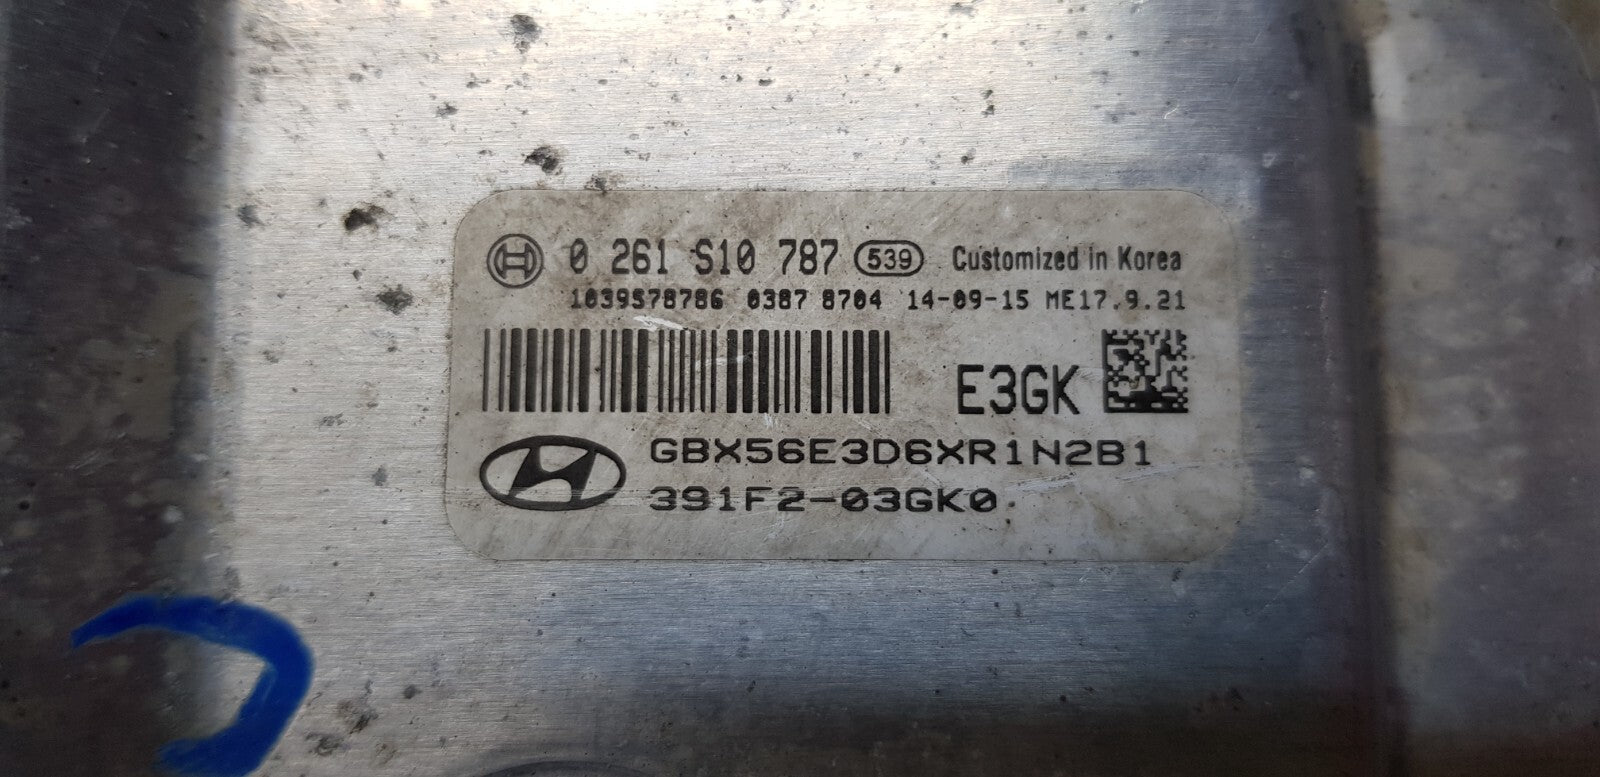 0 261 S10 787 539 Customized in Korea
1039S78786 0387 8704 14-09-15 ME17.9.21
E3GK
GBX56E3D6XR1N2B1
391F2-03GK0